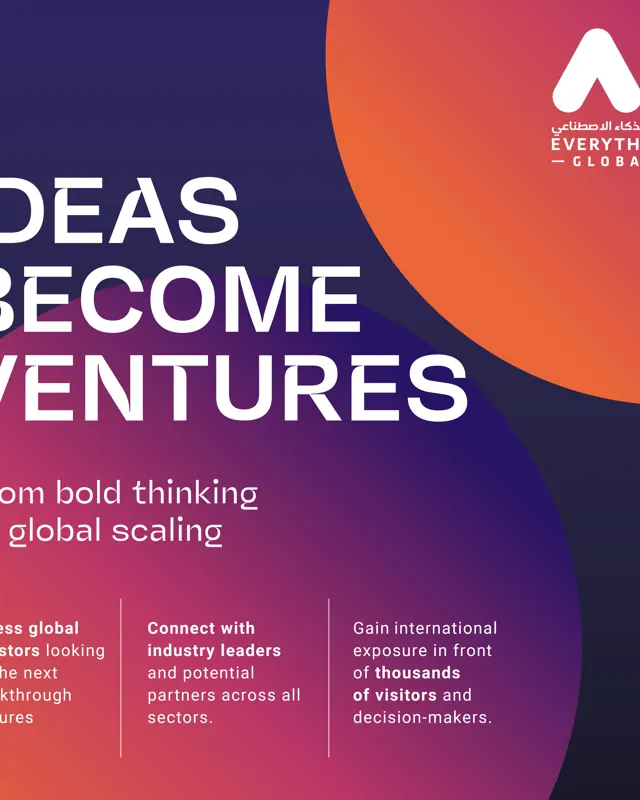 ذكاء الاصطناعي
EVERYTH
— GLOBA
DEAS
BECOME
VENTURES
om bold thinking
global scaling
ess global
stors looking
he next
kthrough
ures
Connect with
industry leaders
and potential
partners across all
sectors.
Gain international
exposure in front
of thousands
of visitors and
decision-makers.